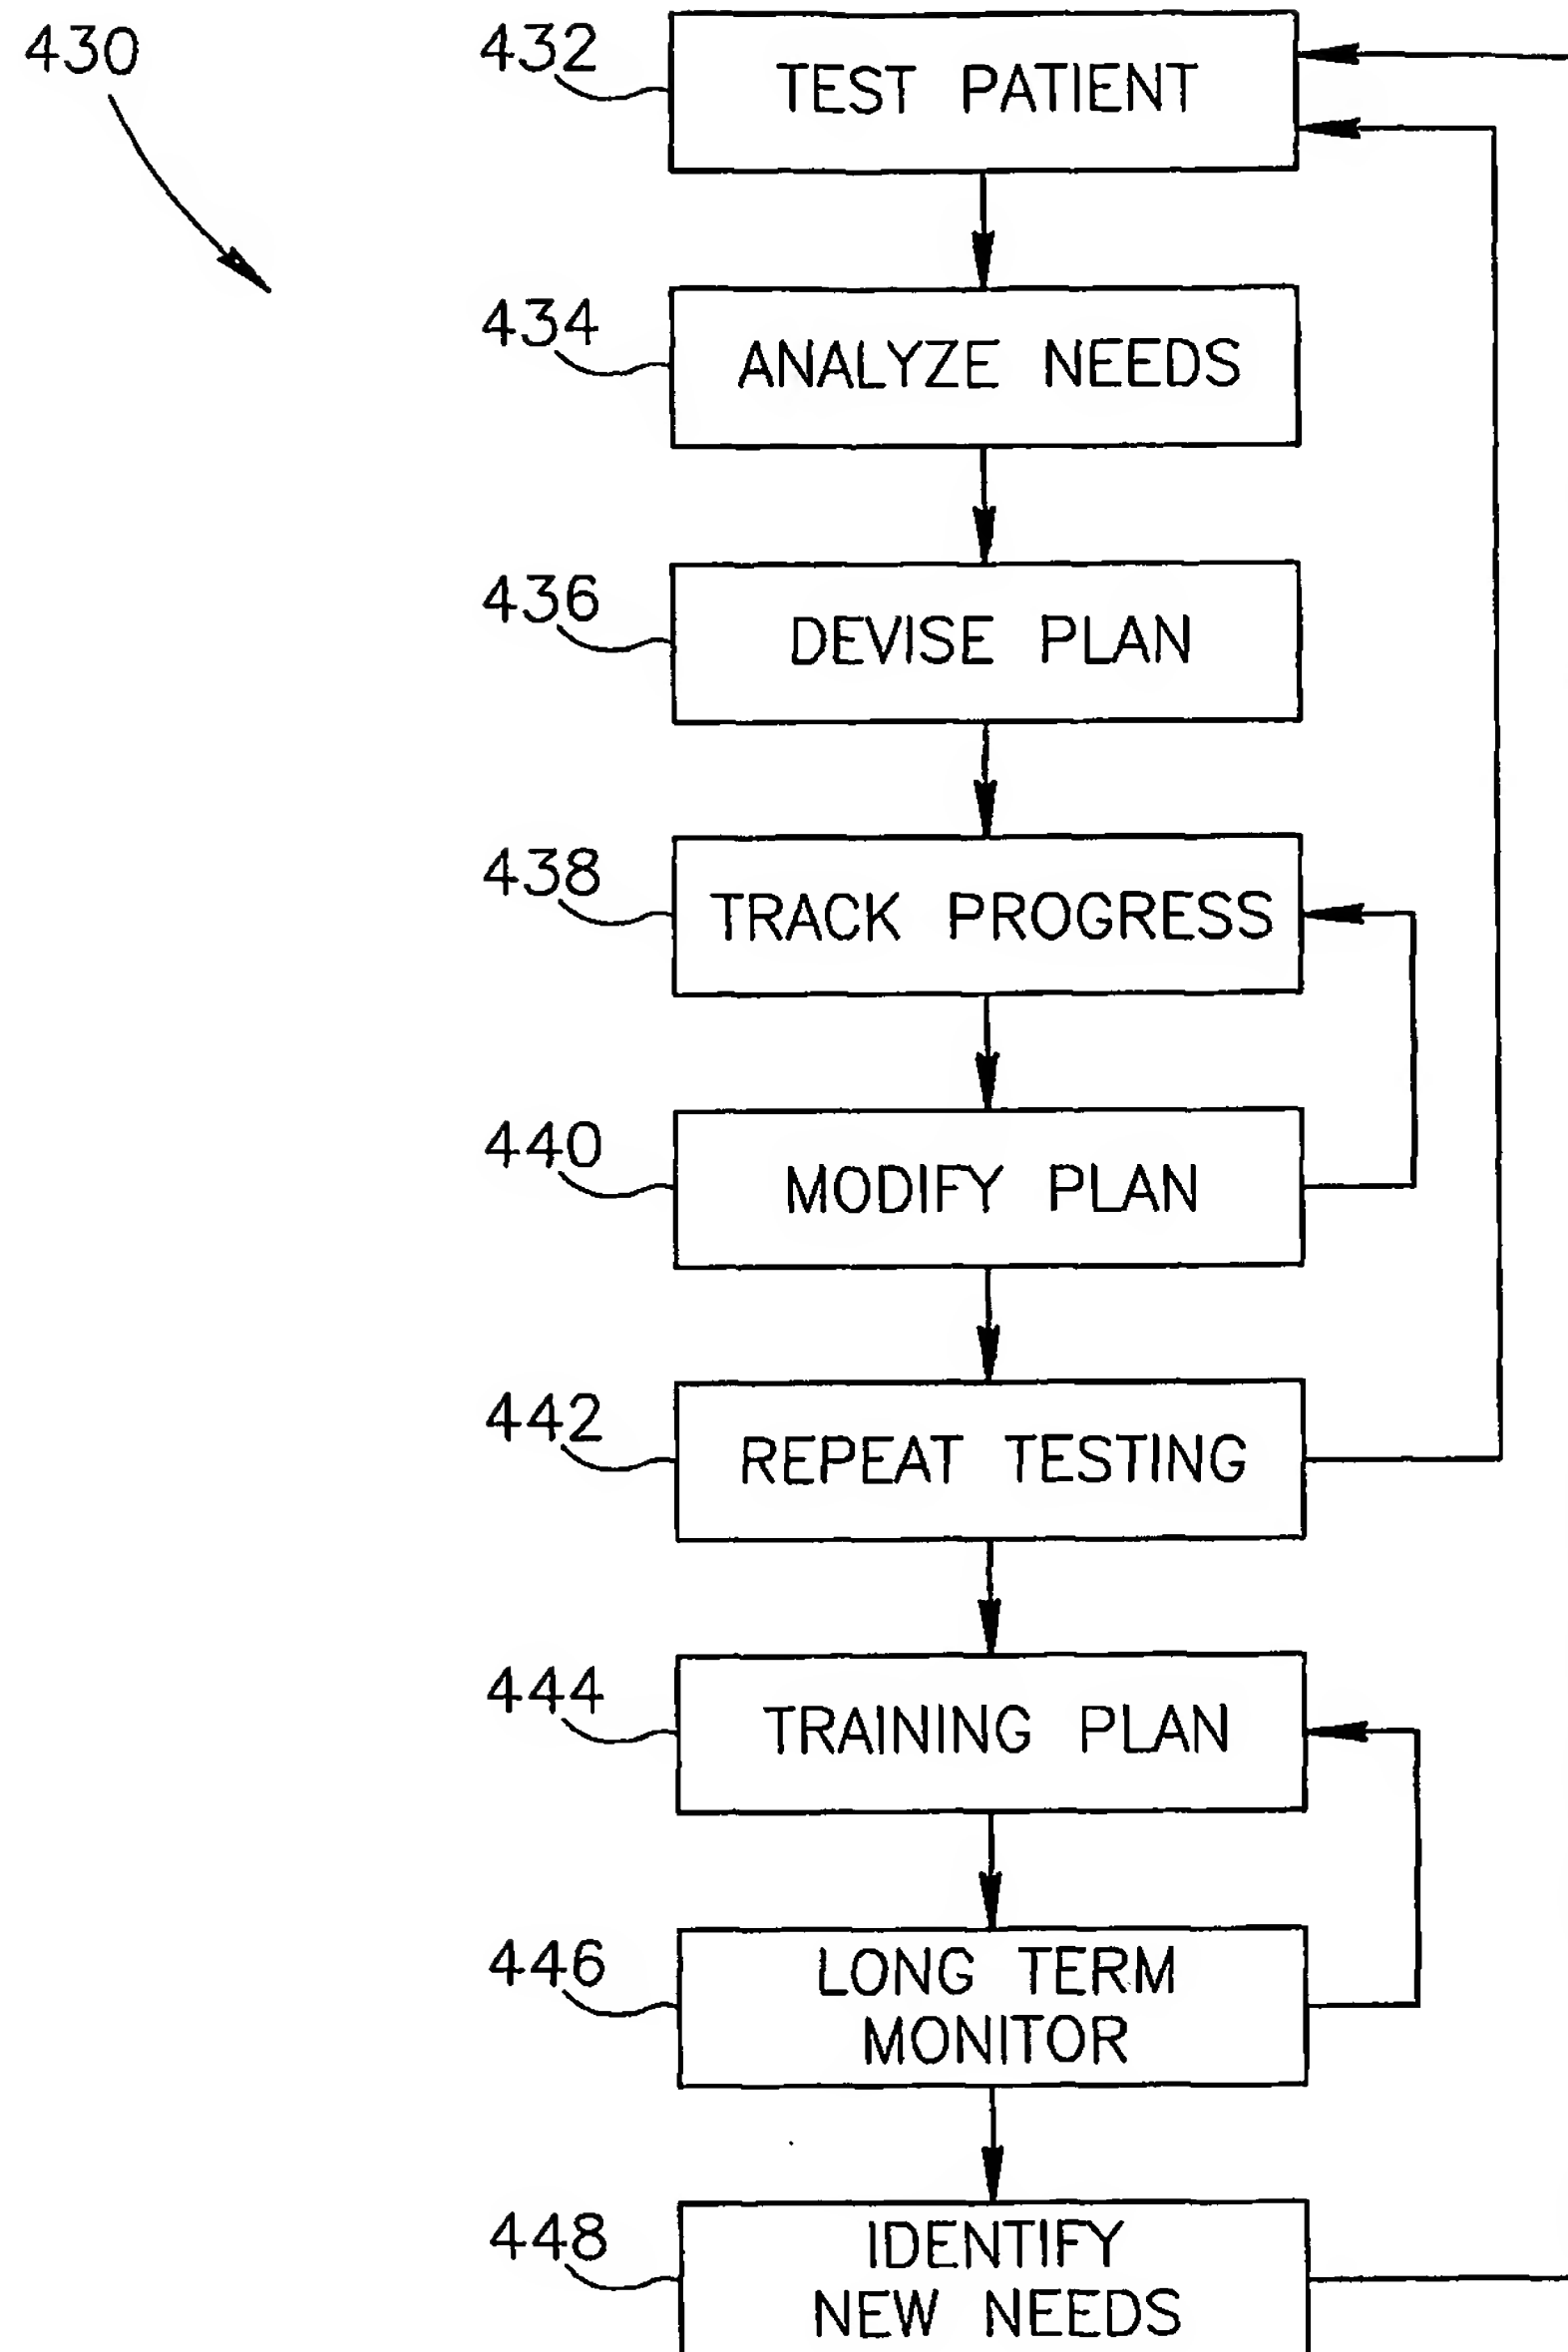 430
432
TEST PATIENT
434
ANALYZE NEEDS
436
DEVISE PLAN
438
TRACK PROGRESS
440
MODIFY PLAN
442
REPEAT TESTING
444
TRAINING PLAN
446
LONG TERM
MONITOR
448
IDENTIFY
NEW NEEDS